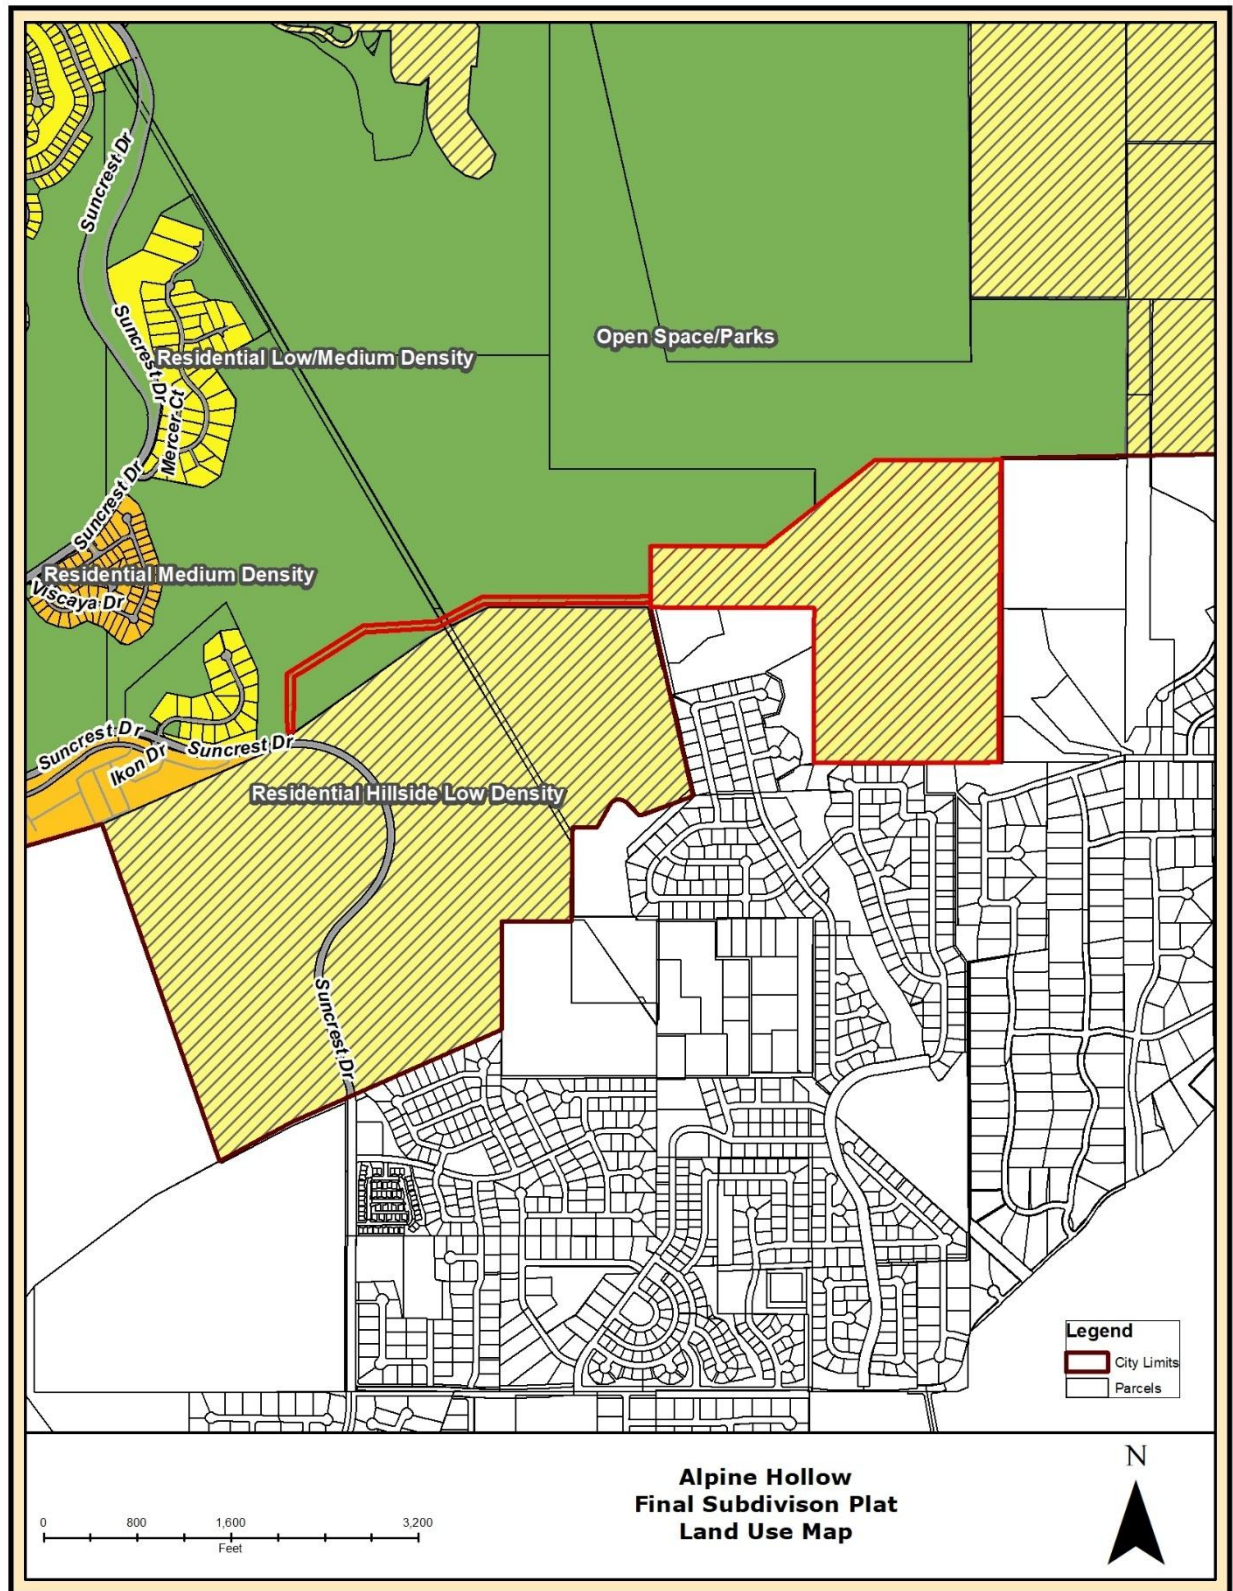 Suncrest Dr
Suncrest Dr
Open Space/Parks
Residential Low/Medium Density
Mercer Ct
Suncrest Dr
Residential Medium Density
Viscaya Dr
Suncrest Dr
Ikon Dr
Suncrest Dr
Residential Hillside Low Density
Suncrest Dr
Legend
City Limits
Parcels
Alpine Hollow
Final Subdivison Plat
Land Use Map
N
0 800 1,600 3,200
Feet